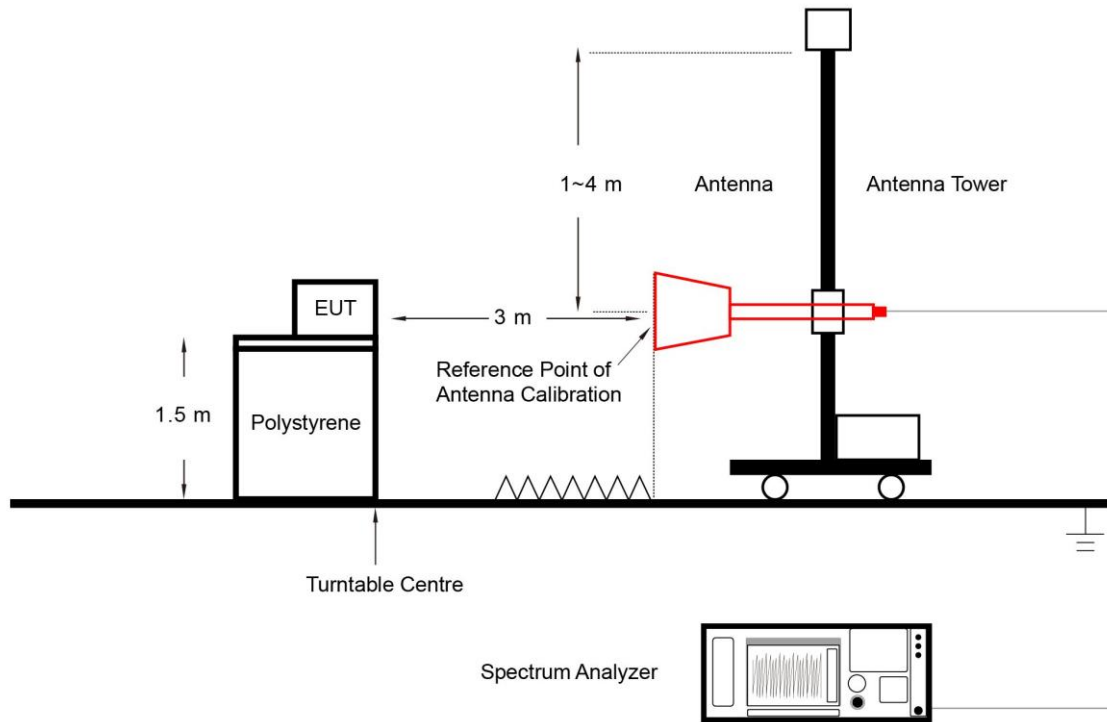 1~4 m
Antenna
Antenna Tower
EUT
3 m
Reference Point of
Antenna Calibration
1.5 m
Polystyrene
Turntable Centre
Spectrum Analyzer